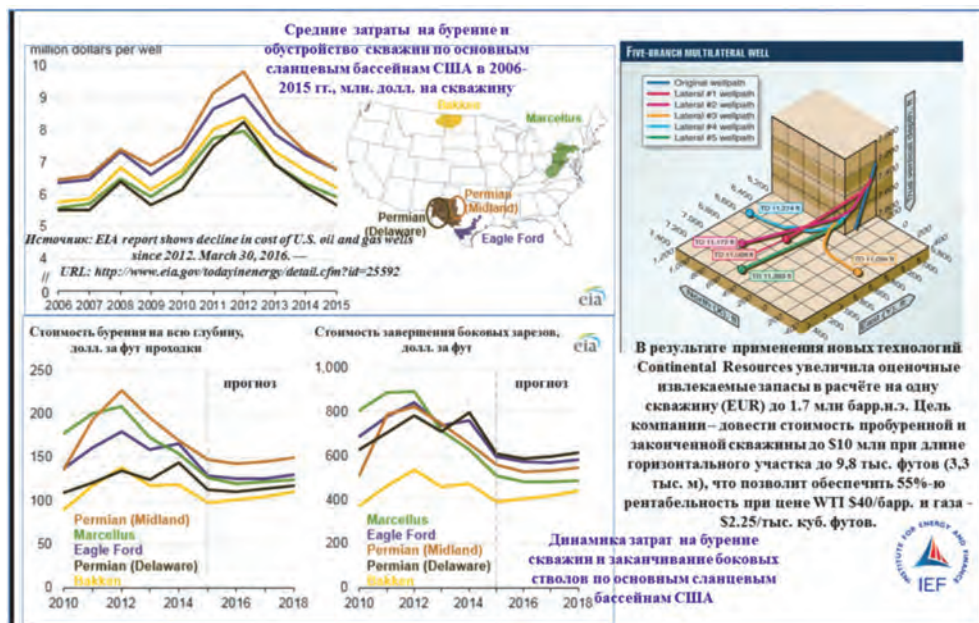 Средние затраты на бурение и
обустройство скважин по основным
сланцевым бассейнам США в 2006-
2015 гг., млн. долл. на скважину
million dollars per well
10
9
8
7
6
5
4
0
2006 2007 2008 2009 2010 2011 2012 2013 2014 2015
Bakken
Marcellus
Permian
(Midland)
Permian
(Delaware)
Eagle Ford
Источник: EIA report shows decline in cost of U.S. oil and gas wells
since 2012. March 30, 2016. —
URL: http://www.eia.gov/todayinenergy/detail.cfm?id=25592
eia
FIVE-BRANCH MULTILATERAL WELL
Original wellpath
Lateral #1 wellpath
Lateral #2 wellpath
Lateral #3 wellpath
Lateral #4 wellpath
Lateral #5 wellpath
Стоимость бурения на всю глубину,
долл. за фут проходки
250
200
150
100
50
0
прогноз
Permian (Midland)
Marcellus
Eagle Ford
Permian (Delaware)
Bakken
2010 2012 2014 2016 2018
Стоимость завершения боковых зарезов,
долл. за фут
eia
1,000
800
600
400
200
0
прогноз
Marcellus
Eagle Ford
Permian (Midland)
Permian (Delaware)
Bakken
2010 2012 2014 2016 2018
В результате применения новых технологий
Continental Resources увеличила оценочные
извлекаемые запасы в расчёте на одну
скважину (EUR) до 1.7 млн барр.н.э. Цель
компании – довести стоимость пробуренной и
законченной скважины до $10 млн при длине
горизонтального участка до 9,8 тыс. футов (3,3
тыс. м), что позволит обеспечить 55%-ю
рентабельность при цене WTI $40/барр. и газа -
$2.25/тыс. куб. футов.
Динамика затрат на бурение
скважин и заканчивание боковых
стволов по основным сланцевым
бассейнам США
INSTITUTE FOR ENERGY AND FINANCE
IEF